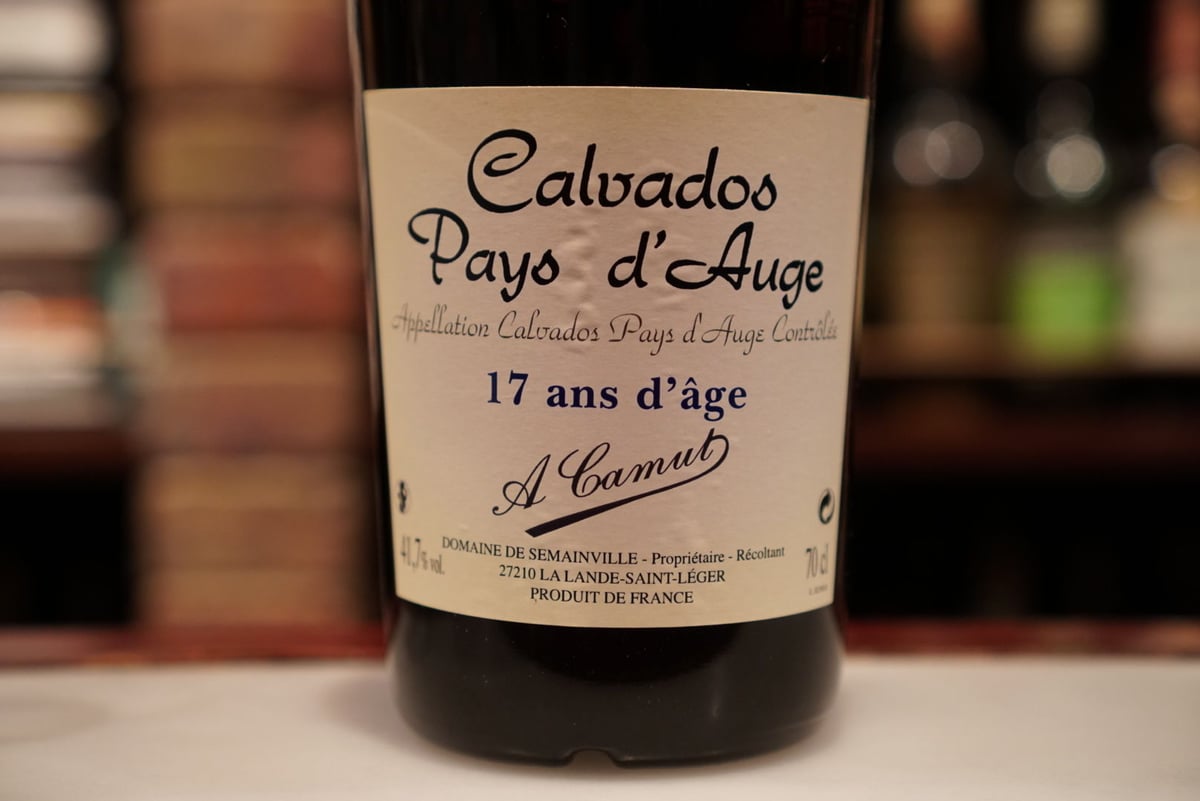 Calvados
Pays d'Auge
Appellation Calvados Pays d'Auge Contrôlée
17 ans d'âge
A Camut
41,7% vol.
DOMAINE DE SEMAINVILLE - Propriétaire - Récoltant
27210 LA LANDE-SAINT-LÉGER
PRODUIT DE FRANCE
70 cl